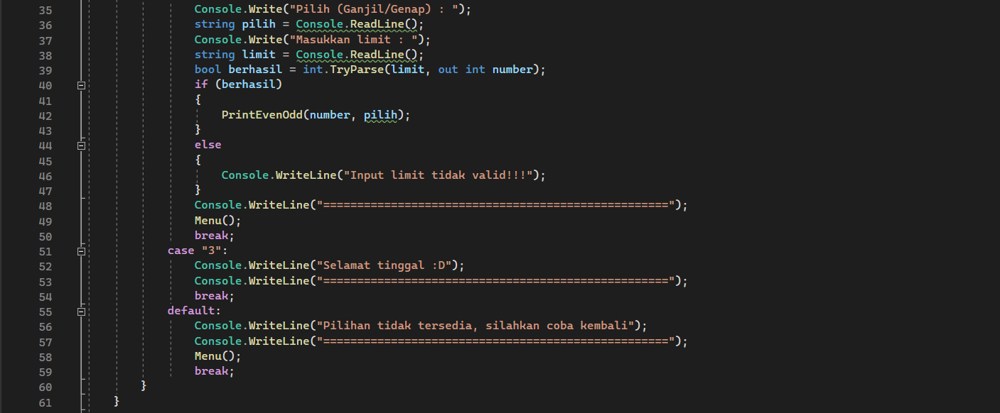 35 Console.Write("Pilih (Ganjil/Genap) : ");
36 string pilih = Console.ReadLine();
37 Console.Write("Masukkan limit : ");
38 string limit = Console.ReadLine();
39 bool berhasil = int.TryParse(limit, out int number);
40 if (berhasil)
41 {
42 PrintEvenOdd(number, pilih);
43 }
44 else
45 {
46 Console.WriteLine("Input limit tidak valid!!!");
47 }
48 Console.WriteLine("===================================================");
49 Menu();
50 break;
51 case "3":
52 Console.WriteLine("Selamat tinggal :D");
53 Console.WriteLine("===================================================");
54 break;
55 default:
56 Console.WriteLine("Pilihan tidak tersedia, silahkan coba kembali");
57 Console.WriteLine("===================================================");
58 Menu();
59 break;
60 }
61 }